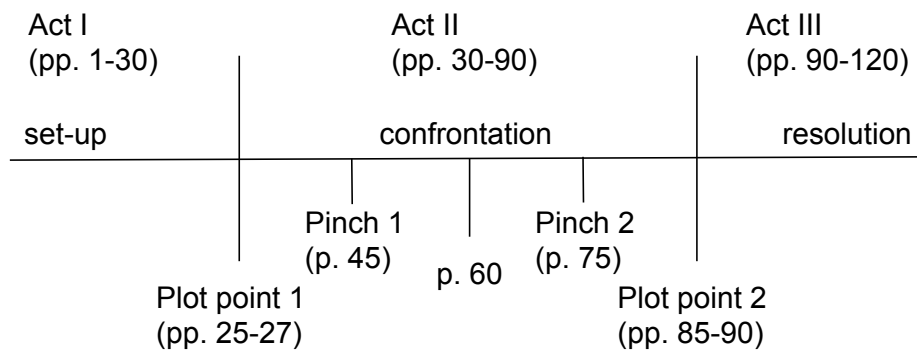 Act I
(pp. 1-30)
Act II
(pp. 30-90)
Act III
(pp. 90-120)
set-up
confrontation
resolution
Pinch 1
(p. 45)
p. 60
Pinch 2
(p. 75)
Plot point 1
(pp. 25-27)
Plot point 2
(pp. 85-90)